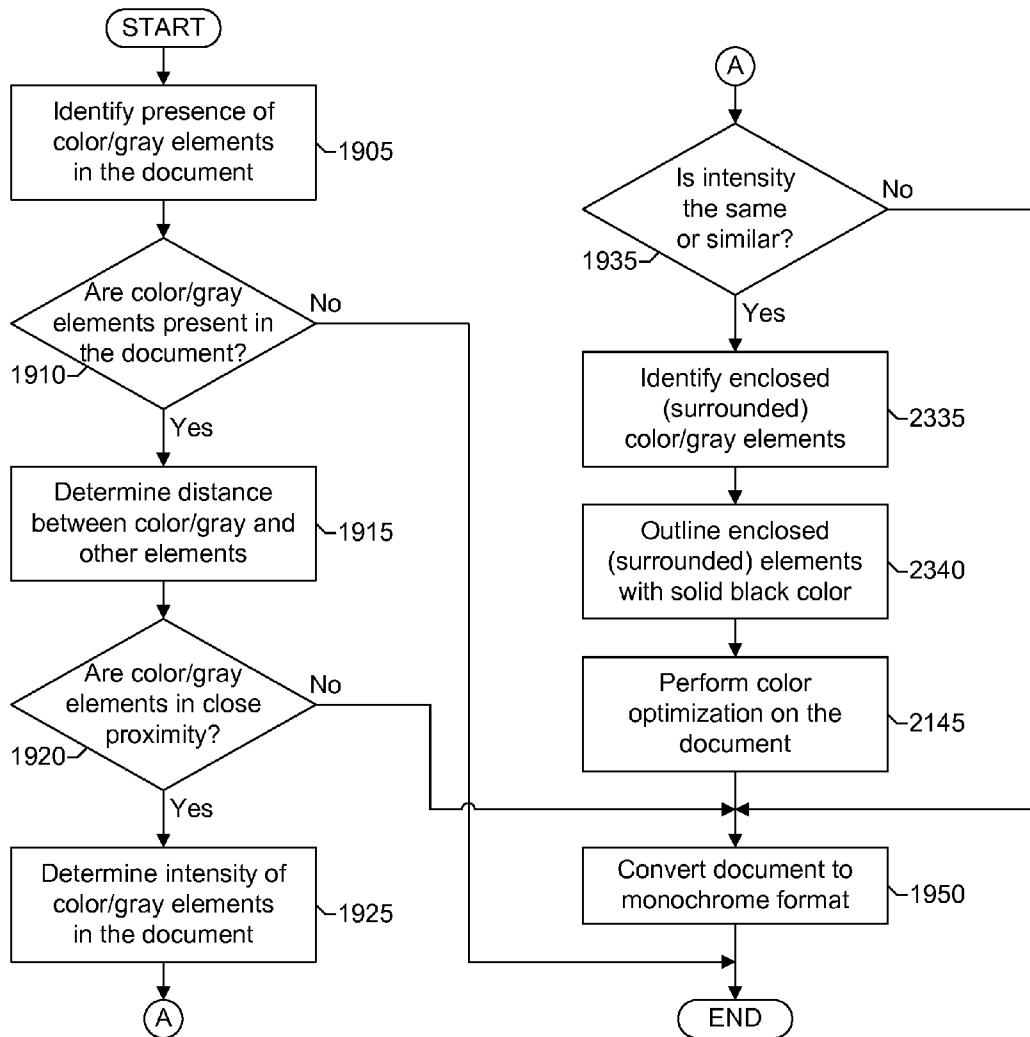 START
Identify presence of
color/gray elements
in the document
1905
Are color/gray
elements present in
the document?
No
1910
Yes
Determine distance
between color/gray and
other elements
1915
Are color/gray
elements in close
proximity?
No
1920
Yes
Determine intensity of
color/gray elements
in the document
1925
A
A
Is intensity
the same
or similar?
No
1935
Yes
Identify enclosed
(surrounded)
color/gray elements
2335
Outline enclosed
(surrounded) elements
with solid black color
2340
Perform color
optimization on the
document
2145
Convert document to
monochrome format
1950
END